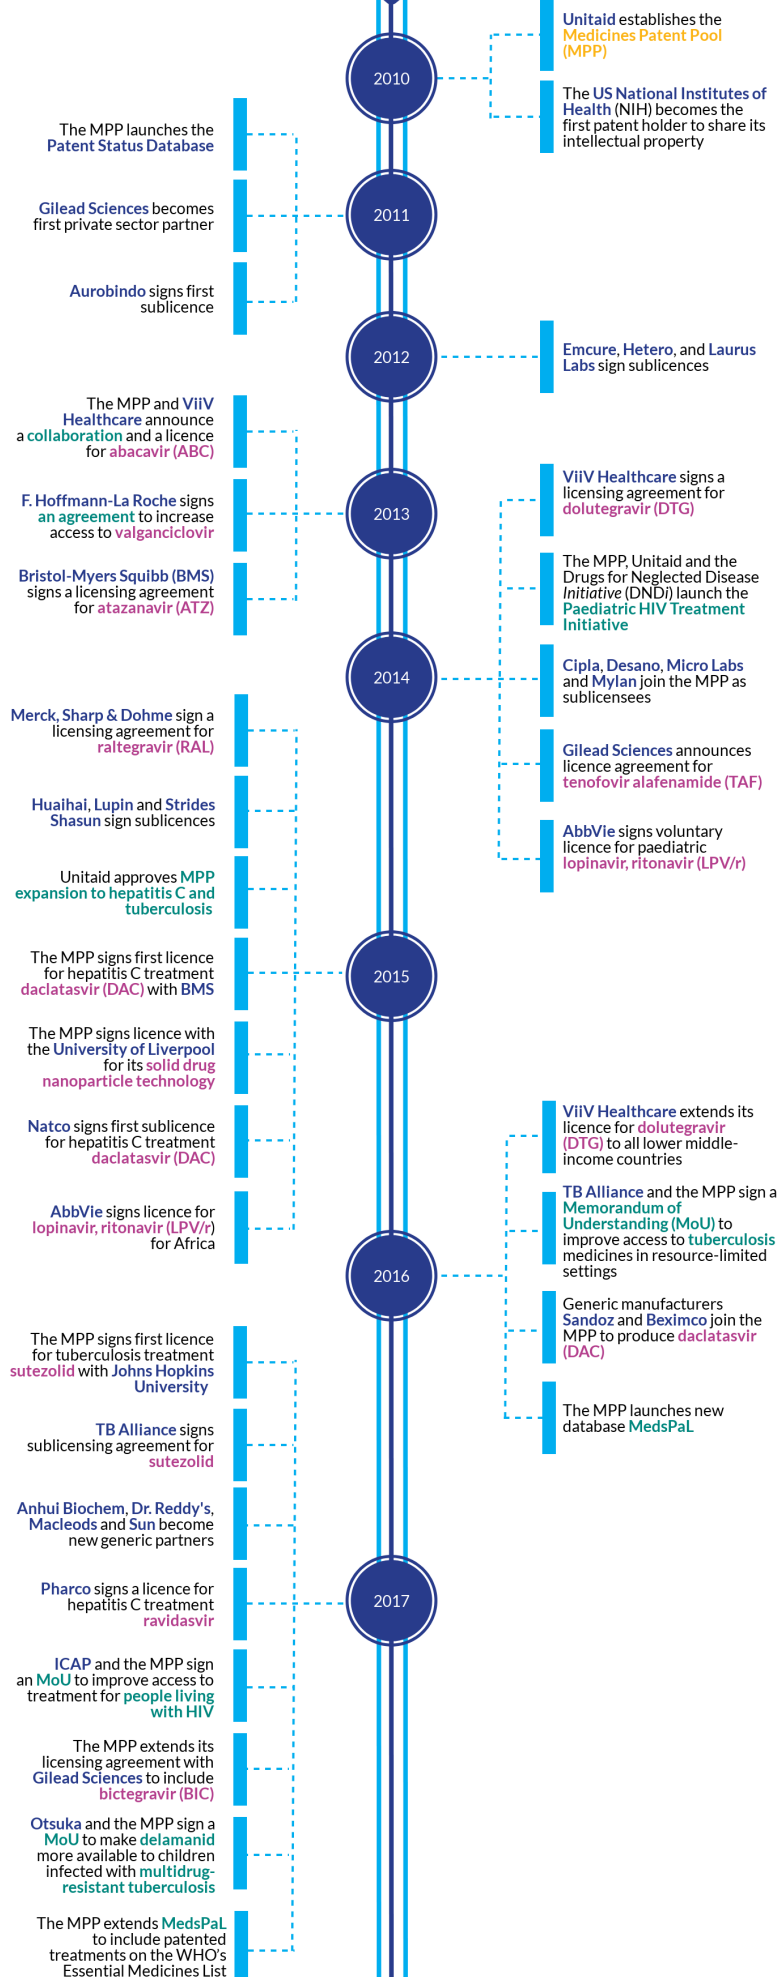 2010
Unitaid establishes the
Medicines Patent Pool
(MPP)
The US National Institutes of
Health (NIH) becomes the
first patent holder to share its
intellectual property
2011
The MPP launches the
Patent Status Database
Gilead Sciences becomes
first private sector partner
Aurobindo signs first
sublicence
2012
Emcure, Hetero, and Laurus
Labs sign sublicences
2013
The MPP and ViiV
Healthcare announce
a collaboration and a licence
for abacavir (ABC)
F. Hoffmann-La Roche signs
an agreement to increase
access to valganciclovir
Bristol-Myers Squibb (BMS)
signs a licensing agreement
for atazanavir (ATZ)
2014
ViiV Healthcare signs a
licensing agreement for
dolutegravir (DTG)
The MPP, Unitaid and the
Drugs for Neglected Disease
Initiative (DNDi) launch the
Paediatric HIV Treatment
Initiative
Cipla, Desano, Micro Labs
and Mylan join the MPP as
sublicensees
Gilead Sciences announces
licence agreement for
tenofovir alafenamide (TAF)
AbbVie signs voluntary
licence for paediatric
lopinavir, ritonavir (LPV/r)
2015
Merck, Sharp & Dohme sign a
licensing agreement for
raltegravir (RAL)
Huaihai, Lupin and Strides
Shasun sign sublicences
Unitaid approves MPP
expansion to hepatitis C and
tuberculosis
The MPP signs first licence
for hepatitis C treatment
daclatasvir (DAC) with BMS
The MPP signs licence with
the University of Liverpool
for its solid drug
nanoparticle technology
Natco signs first sublicence
for hepatitis C treatment
daclatasvir (DAC)
AbbVie signs licence for
lopinavir, ritonavir (LPV/r)
for Africa
2016
ViiV Healthcare extends its
licence for dolutegravir
(DTG) to all lower middle-
income countries
TB Alliance and the MPP sign a
Memorandum of
Understanding (MoU) to
improve access to tuberculosis
medicines in resource-limited
settings
Generic manufacturers
Sandoz and Beximco join the
MPP to produce daclatasvir
(DAC)
The MPP launches new
database MedsPaL
2017
The MPP signs first licence
for tuberculosis treatment
sutezolid with Johns Hopkins
University
TB Alliance signs
sublicensing agreement for
sutezolid
Anhui Biochem, Dr. Reddy's,
Macleods and Sun become
new generic partners
Pharco signs a licence for
hepatitis C treatment
ravidasvir
ICAP and the MPP sign
an MoU to improve access to
treatment for people living
with HIV
The MPP extends its
licensing agreement with
Gilead Sciences to include
bictegravir (BIC)
Otsuka and the MPP sign a
MoU to make delamanid
more available to children
infected with multidrug-
resistant tuberculosis
The MPP extends MedsPaL
to include patented
treatments on the WHO's
Essential Medicines List